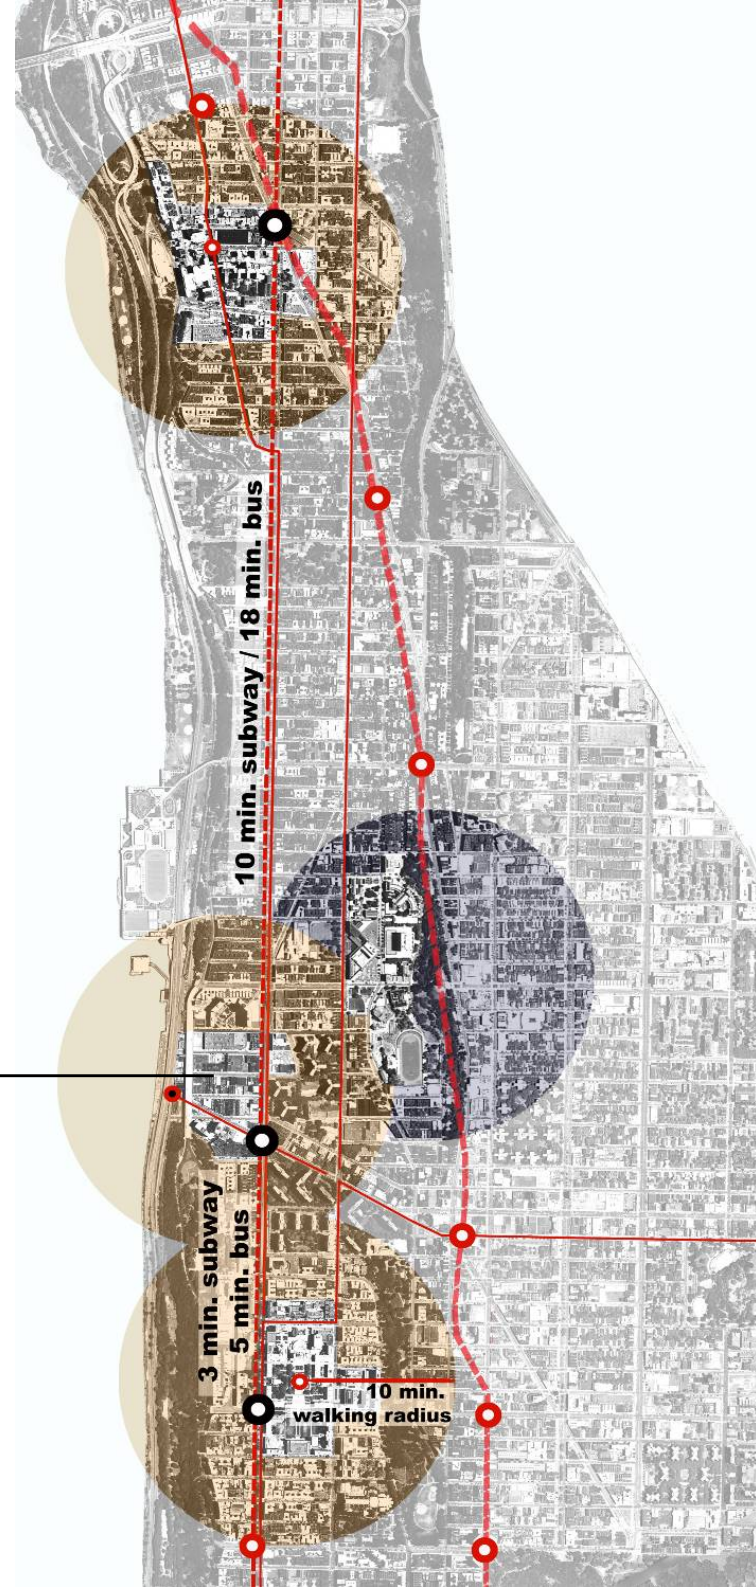 10 min. subway / 18 min. bus
3 min. subway
5 min. bus
10 min.
walking radius